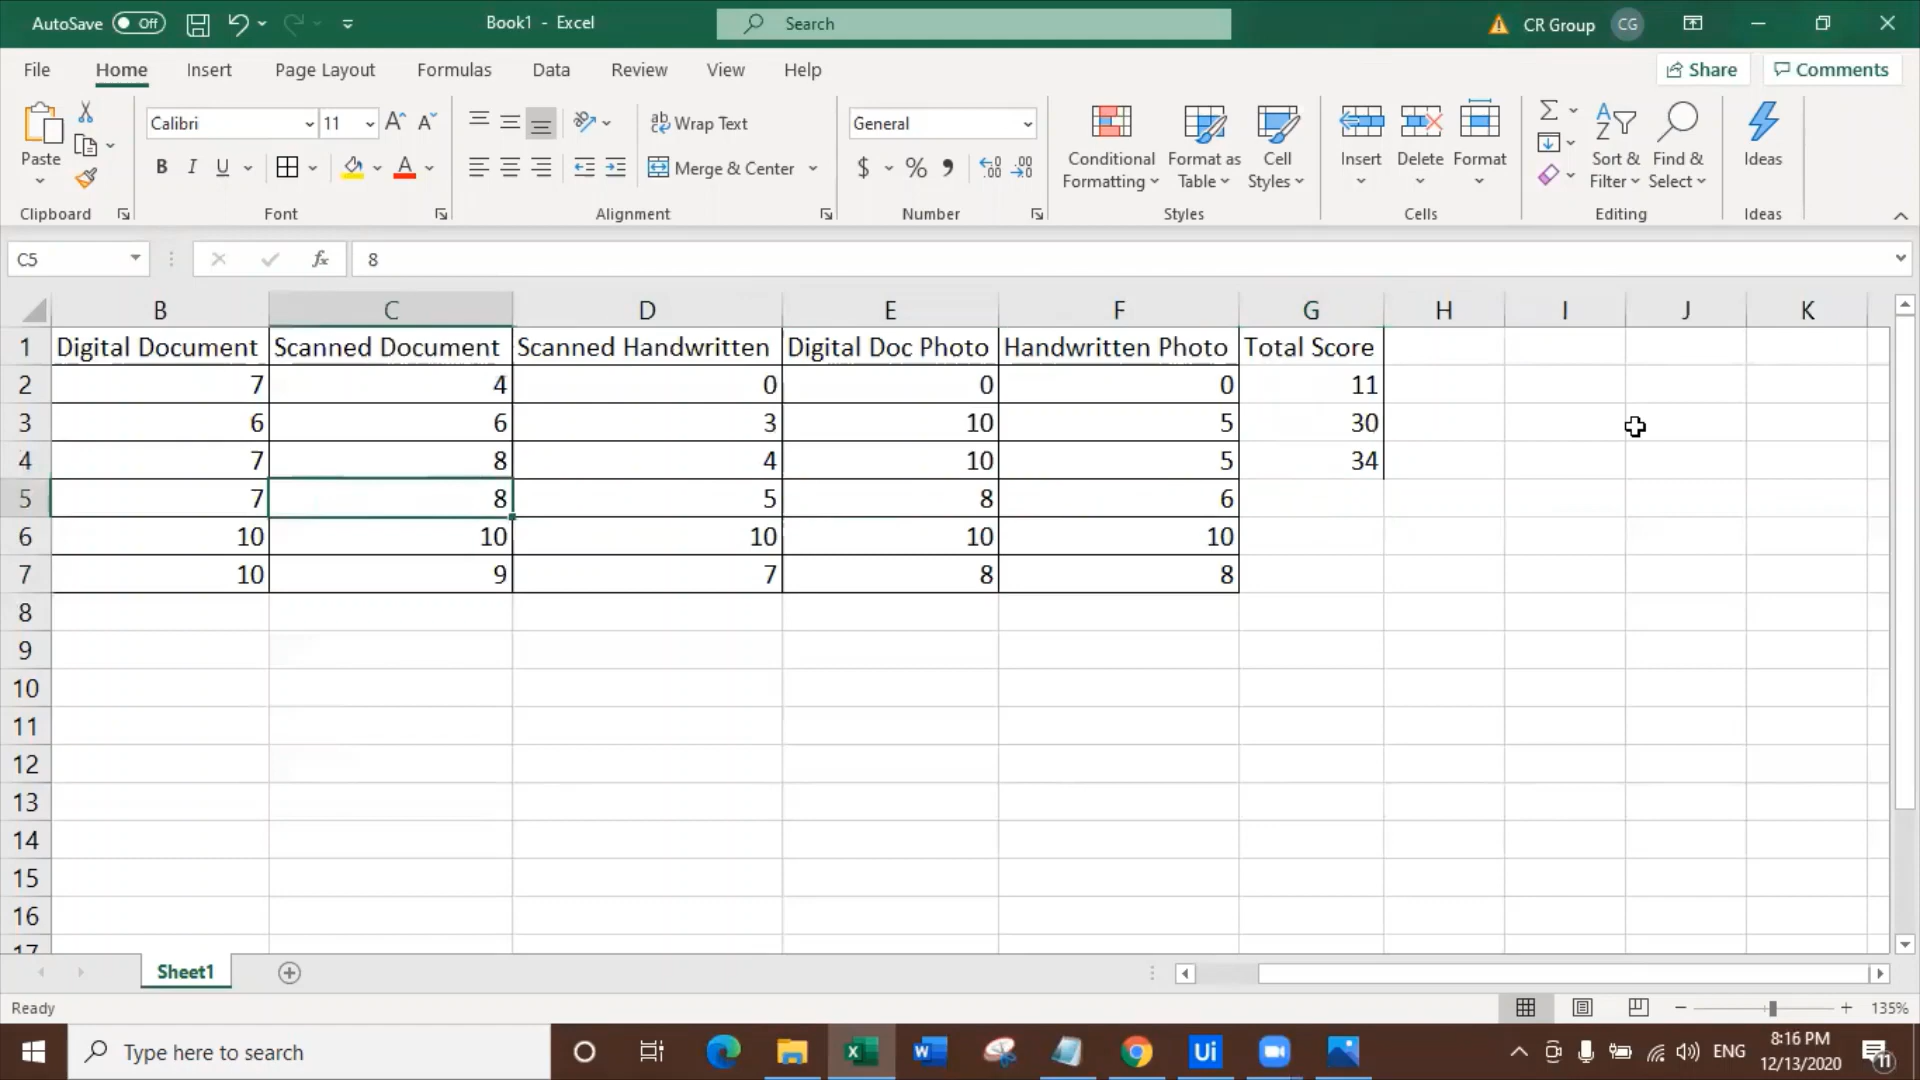 AutoSave Off Book1 - Excel Search CR Group CG
File Home Insert Page Layout Formulas Data Review View Help Share Comments
Calibri 11 A A ab Wrap Text General Conditional Formatting Format as Table Cell Styles Insert Delete Format Σ A Z Sort & Filter Find & Select Ideas
Paste B I U A Merge & Center $ % , .00 .00
Clipboard Font Alignment Number Styles Cells Editing Ideas
C5 fx 8
B C D E F G H I J K
1 Digital Document Scanned Document Scanned Handwritten Digital Doc Photo Handwritten Photo Total Score
2 7 4 0 0 0 11
3 6 6 3 10 5 30
4 7 8 4 10 5 34
5 7 8 5 8 6
6 10 10 10 10 10
7 10 9 7 8 8
8
9
10
11
12
13
14
15
16
17
Sheet1
Ready 135%
Type here to search W Ui ENG 8:16 PM
12/13/2020 11